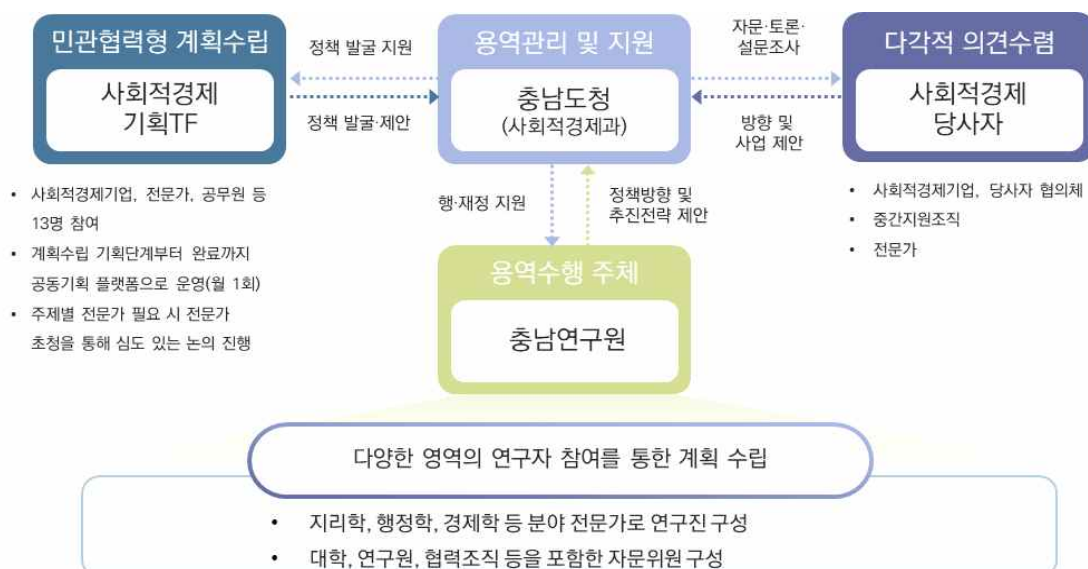 민관협력형 계획수립
사회적경제
기획TF
• 사회적경제기업, 전문가, 공무원 등
13명 참여
• 계획수립 기획단계부터 완료까지
공동기획 플랫폼으로 운영(월 1회)
• 주제별 전문가 필요 시 전문가
초청을 통해 심도 있는 논의 진행
정책 발굴 지원
정책 발굴·제안
용역관리 및 지원
충남도청
(사회적경제과)
자문·토론·
설문조사
방향 및
사업 제안
다각적 의견수렴
사회적경제
당사자
• 사회적경제기업, 당사자 협의체
• 중간지원조직
• 전문가
행·재정 지원
정책방향 및
추진전략 제안
용역수행 주체
충남연구원
다양한 영역의 연구자 참여를 통한 계획 수립
• 지리학, 행정학, 경제학 등 분야 전문가로 연구진 구성
• 대학, 연구원, 협력조직 등을 포함한 자문위원 구성